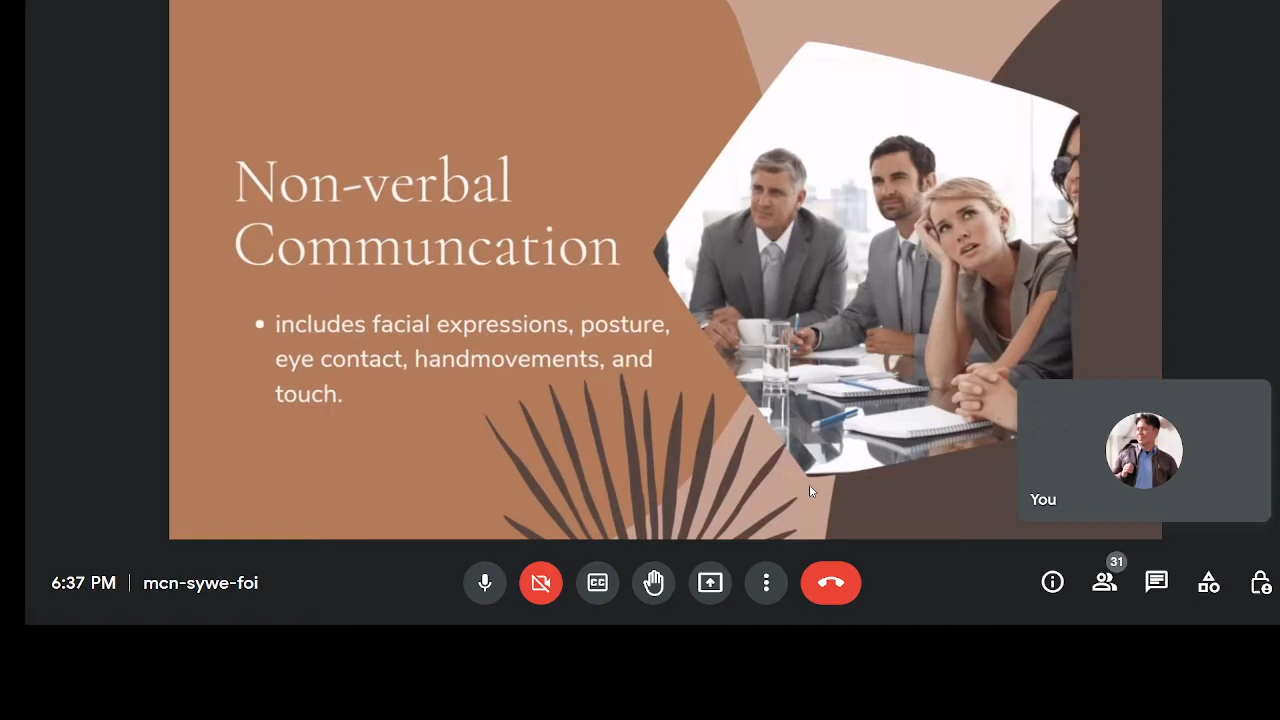 Non-verbal
Communcation
• includes facial expressions, posture,
eye contact, handmovements, and
touch.
You
6:37 PM | mcn-sywe-foi
CC
31